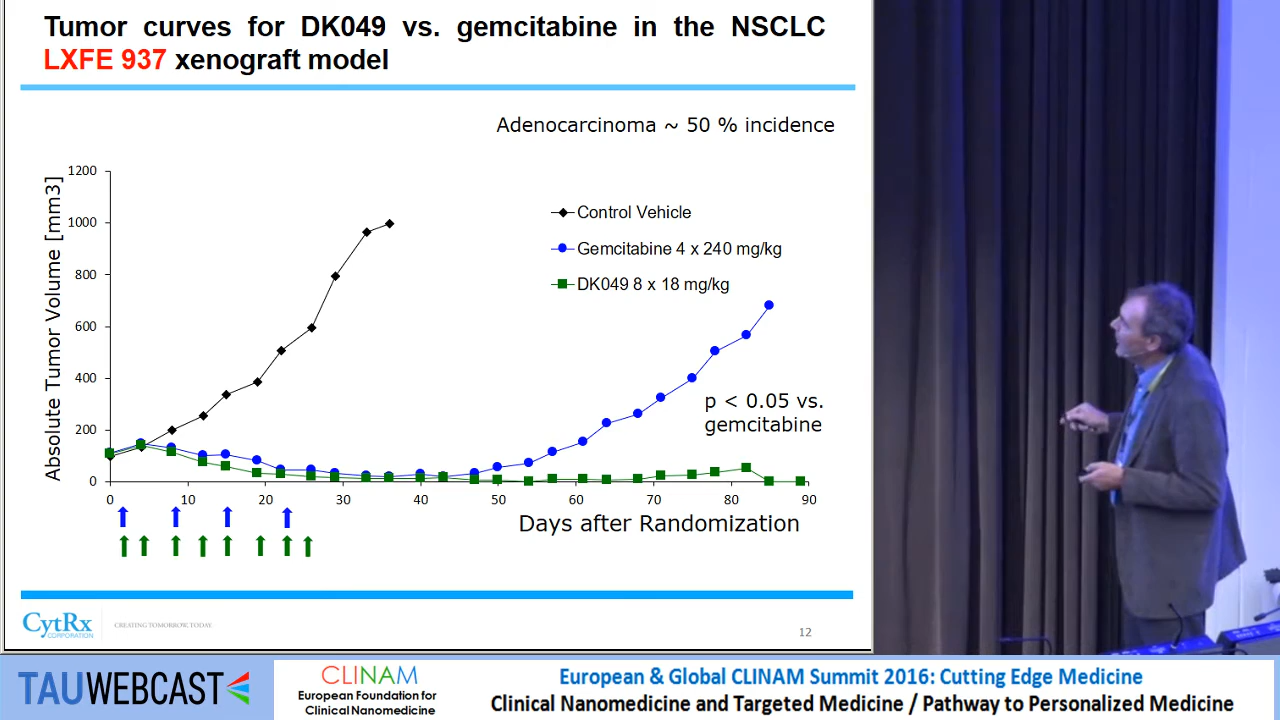 Tumor curves for DK049 vs. gemcitabine in the NSCLC
LXFE 937 xenograft model
Adenocarcinoma ~ 50 % incidence
Absolute Tumor Volume [mm3]
1200
1000
800
600
400
200
0
Control Vehicle
Gemcitabine 4 x 240 mg/kg
DK049 8 x 18 mg/kg
p < 0.05 vs.
gemcitabine
0 10 20 30 40 50 60 70 80 90
Days after Randomization
CytRx
CORPORATION
CREATING TOMORROW, TODAY
12
TAUWEBCAST
CLINAM
European Foundation for
Clinical Nanomedicine
European & Global CLINAM Summit 2016: Cutting Edge Medicine
Clinical Nanomedicine and Targeted Medicine / Pathway to Personalized Medicine